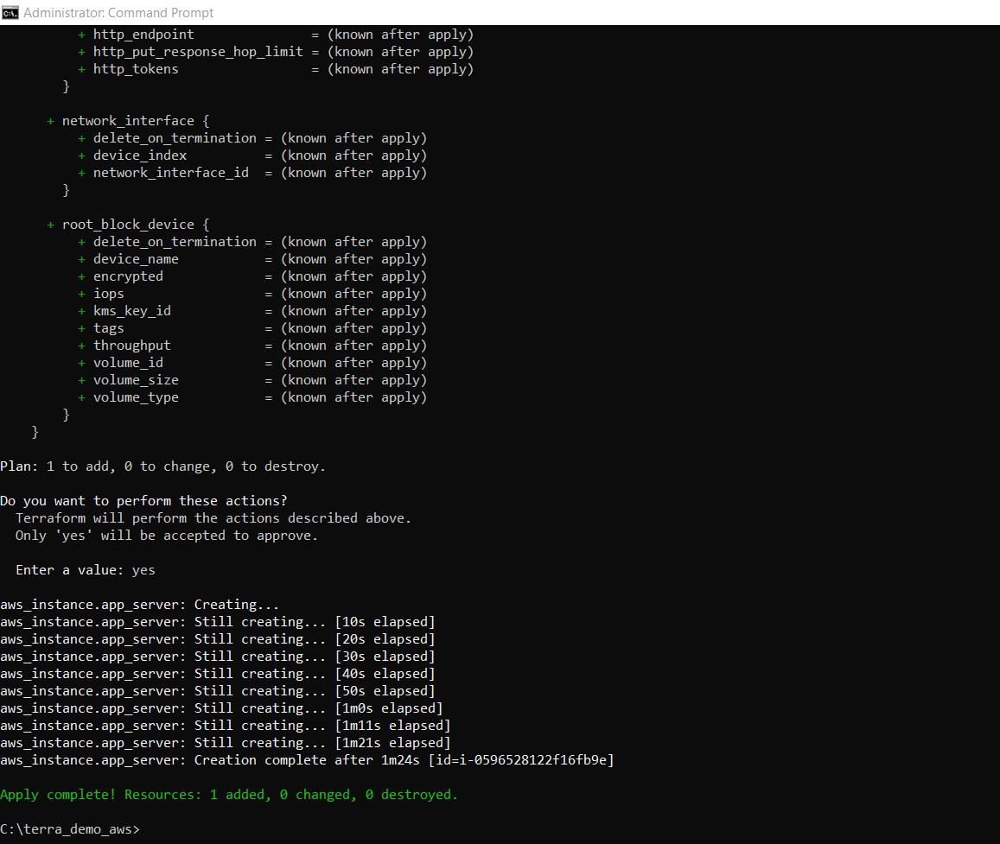 Administrator: Command Prompt
+ http_endpoint = (known after apply)
+ http_put_response_hop_limit = (known after apply)
+ http_tokens = (known after apply)
}
+ network_interface {
+ delete_on_termination = (known after apply)
+ device_index = (known after apply)
+ network_interface_id = (known after apply)
}
+ root_block_device {
+ delete_on_termination = (known after apply)
+ device_name = (known after apply)
+ encrypted = (known after apply)
+ iops = (known after apply)
+ kms_key_id = (known after apply)
+ tags = (known after apply)
+ throughput = (known after apply)
+ volume_id = (known after apply)
+ volume_size = (known after apply)
+ volume_type = (known after apply)
}
}
Plan: 1 to add, 0 to change, 0 to destroy.
Do you want to perform these actions?
Terraform will perform the actions described above.
Only 'yes' will be accepted to approve.
Enter a value: yes
aws_instance.app_server: Creating...
aws_instance.app_server: Still creating... [10s elapsed]
aws_instance.app_server: Still creating... [20s elapsed]
aws_instance.app_server: Still creating... [30s elapsed]
aws_instance.app_server: Still creating... [40s elapsed]
aws_instance.app_server: Still creating... [50s elapsed]
aws_instance.app_server: Still creating... [1m0s elapsed]
aws_instance.app_server: Still creating... [1m11s elapsed]
aws_instance.app_server: Still creating... [1m21s elapsed]
aws_instance.app_server: Creation complete after 1m24s [id=i-0596528122f16fb9e]
Apply complete! Resources: 1 added, 0 changed, 0 destroyed.
C:\terra_demo_aws>